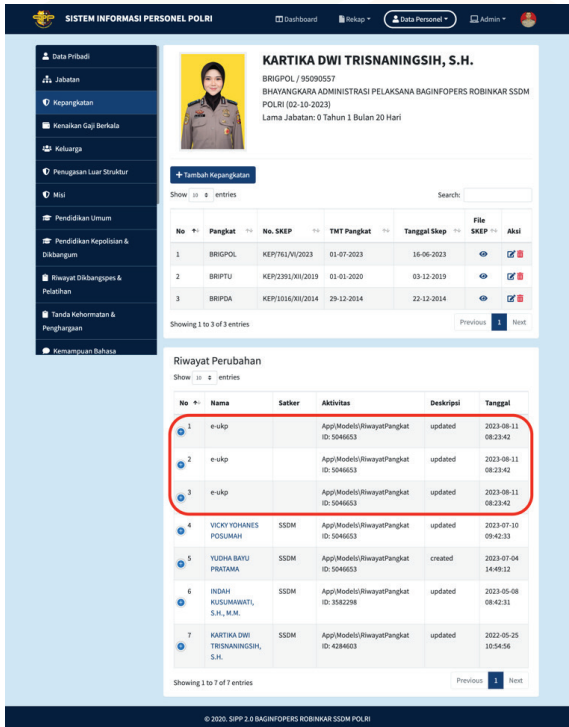 SISTEM INFORMASI PERSONEL POLRI
Dashboard
Rekap
Data Personel
Admin
Data Pribadi
Jabatan
Kepangkatan
Kenaikan Gaji Berkala
Keluarga
Penugasan Luar Struktur
Misi
Pendidikan Umum
Pendidikan Kepolisian &
Dikbangum
Riwayat Dikbangspes &
Pelatihan
Tanda Kehormatan &
Penghargaan
Kemampuan Bahasa
KARTIKA DWI TRISNANINGSIH, S.H.
BRIGPOL / 95090557
BHAYANGKARA ADMINISTRASI PELAKSANA BAGINFOPERS ROBINKAR SSDM
POLRI (02-10-2023)
Lama Jabatan: 0 Tahun 1 Bulan 20 Hari
+ Tambah Kepangkatan
Show 10 entries Search:
No Pangkat No. SKEP TMT Pangkat Tanggal Skep File SKEP Aksi
1 BRIGPOL KEP/761/VI/2023 01-07-2023 16-06-2023
2 BRIPTU KEP/2391/XII/2019 01-01-2020 03-12-2019
3 BRIPDA KEP/1016/XII/2014 29-12-2014 22-12-2014
Showing 1 to 3 of 3 entries Previous 1 Next
Riwayat Perubahan
Show 10 entries
No Nama Satker Aktivitas Deskripsi Tanggal
1 e-ukp App\Models\RiwayatPangkat updated 2023-08-11
ID: 5046653 08:23:42
2 e-ukp App\Models\RiwayatPangkat updated 2023-08-11
ID: 5046653 08:23:42
3 e-ukp App\Models\RiwayatPangkat updated 2023-08-11
ID: 5046653 08:23:42
4 VICKY YOHANES SSDM App\Models\RiwayatPangkat updated 2023-07-10
POSUMAH ID: 5046653 09:42:33
5 YUDHA BAYU SSDM App\Models\RiwayatPangkat created 2023-07-04
PRATAMA ID: 5046653 14:49:12
6 INDAH SSDM App\Models\RiwayatPangkat updated 2023-05-08
KUSUMAWATI, ID: 3582298 08:42:31
S.H., M.M.
7 KARTIKA DWI SSDM App\Models\RiwayatPangkat updated 2022-05-25
TRISNANINGSIH, ID: 4284603 10:54:56
S.H.
Showing 1 to 7 of 7 entries Previous 1 Next
© 2020. SIPP 2.0 BAGINFOPERS ROBINKAR SSDM POLRI